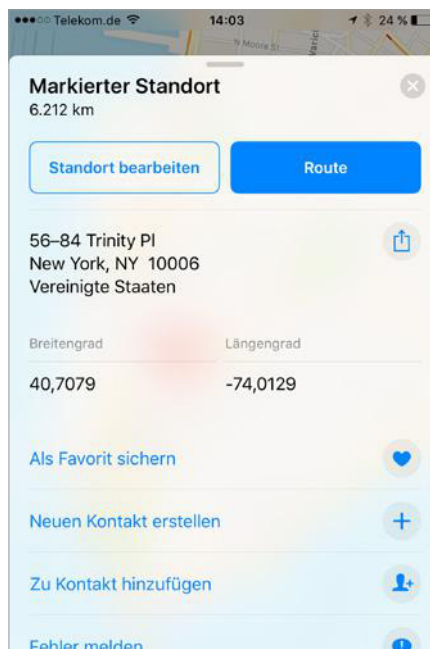 Telekom.de 14:03 24 %
N Moore St
Varick
Markierter Standort
6.212 km
Standort bearbeiten
Route
56–84 Trinity Pl
New York, NY 10006
Vereinigte Staaten
Breitengrad
Längengrad
40,7079
-74,0129
Als Favorit sichern
Neuen Kontakt erstellen
Zu Kontakt hinzufügen
Fehler melden